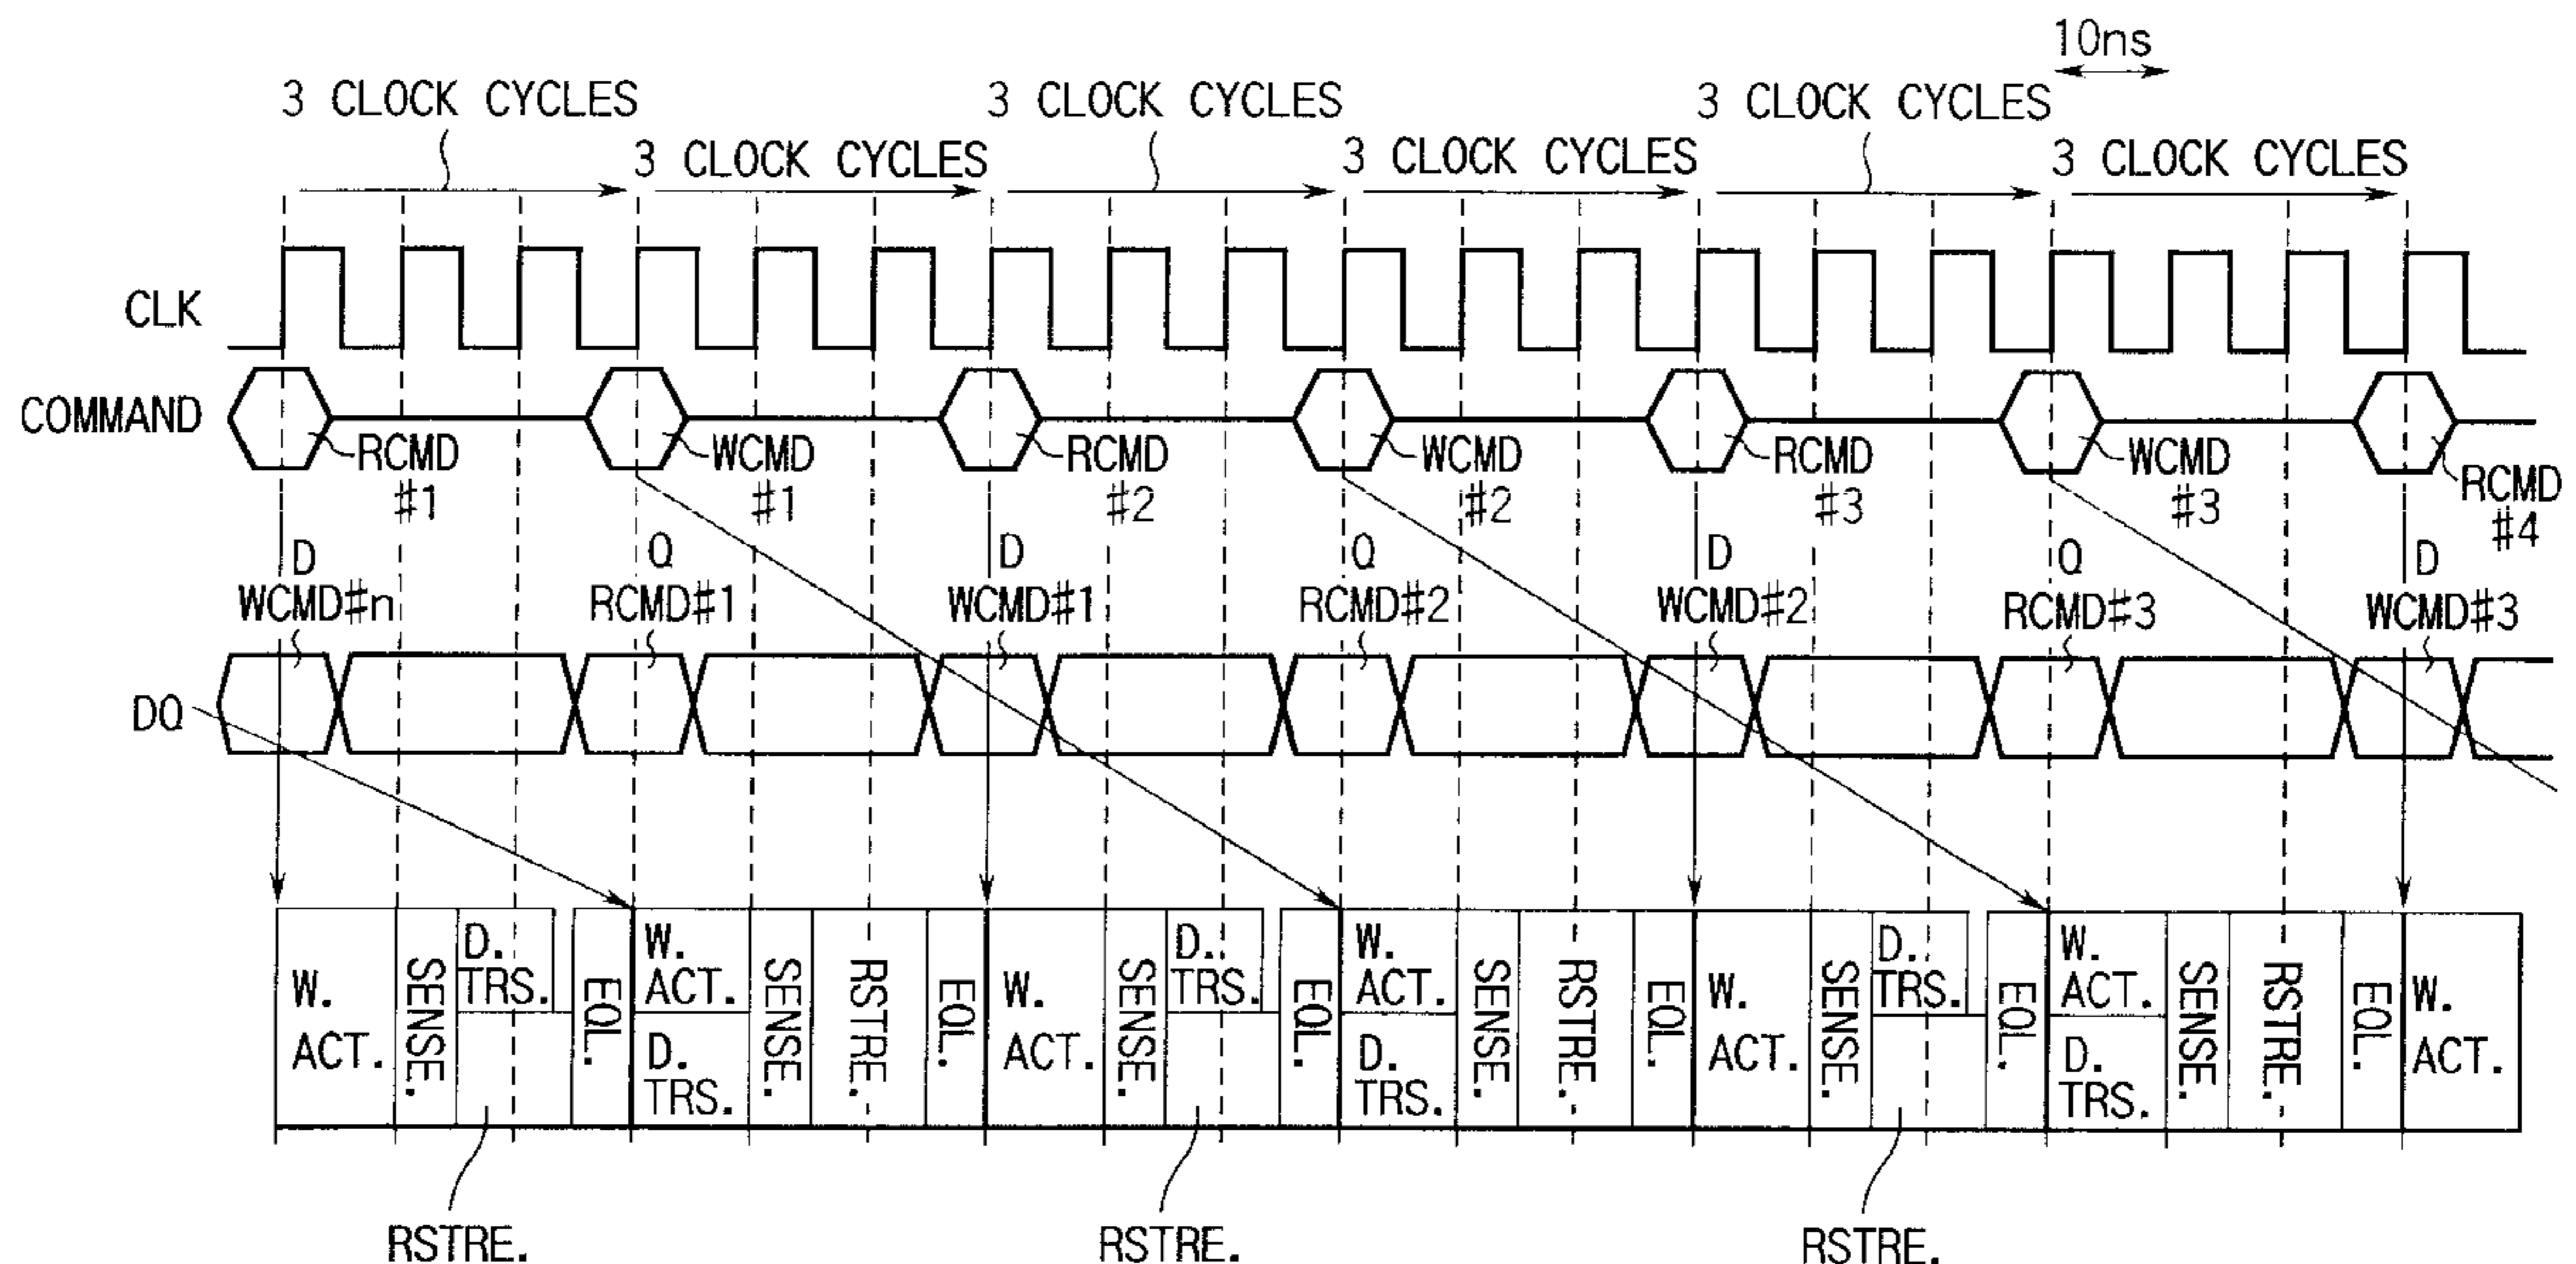 10ns
3 CLOCK CYCLES 3 CLOCK CYCLES 3 CLOCK CYCLES
3 CLOCK CYCLES 3 CLOCK CYCLES 3 CLOCK CYCLES
CLK
COMMAND
RCMD #1
WCMD #1
RCMD #2
WCMD #2
RCMD #3
WCMD #3
RCMD #4
D Q D Q D Q D
WCMD#n RCMD#1 WCMD#1 RCMD#2 WCMD#2 RCMD#3 WCMD#3
DQ
W. ACT.
SENSE.
D. TRS.
EQL.
W. ACT.
D. TRS.
SENSE.
RSTRE.
EQL.
W. ACT.
SENSE.
D. TRS.
EQL.
W. ACT.
D. TRS.
SENSE.
RSTRE.
EQL.
W. ACT.
SENSE.
D. TRS.
EQL.
W. ACT.
D. TRS.
SENSE.
RSTRE.
EQL.
W. ACT.
RSTRE. RSTRE. RSTRE.